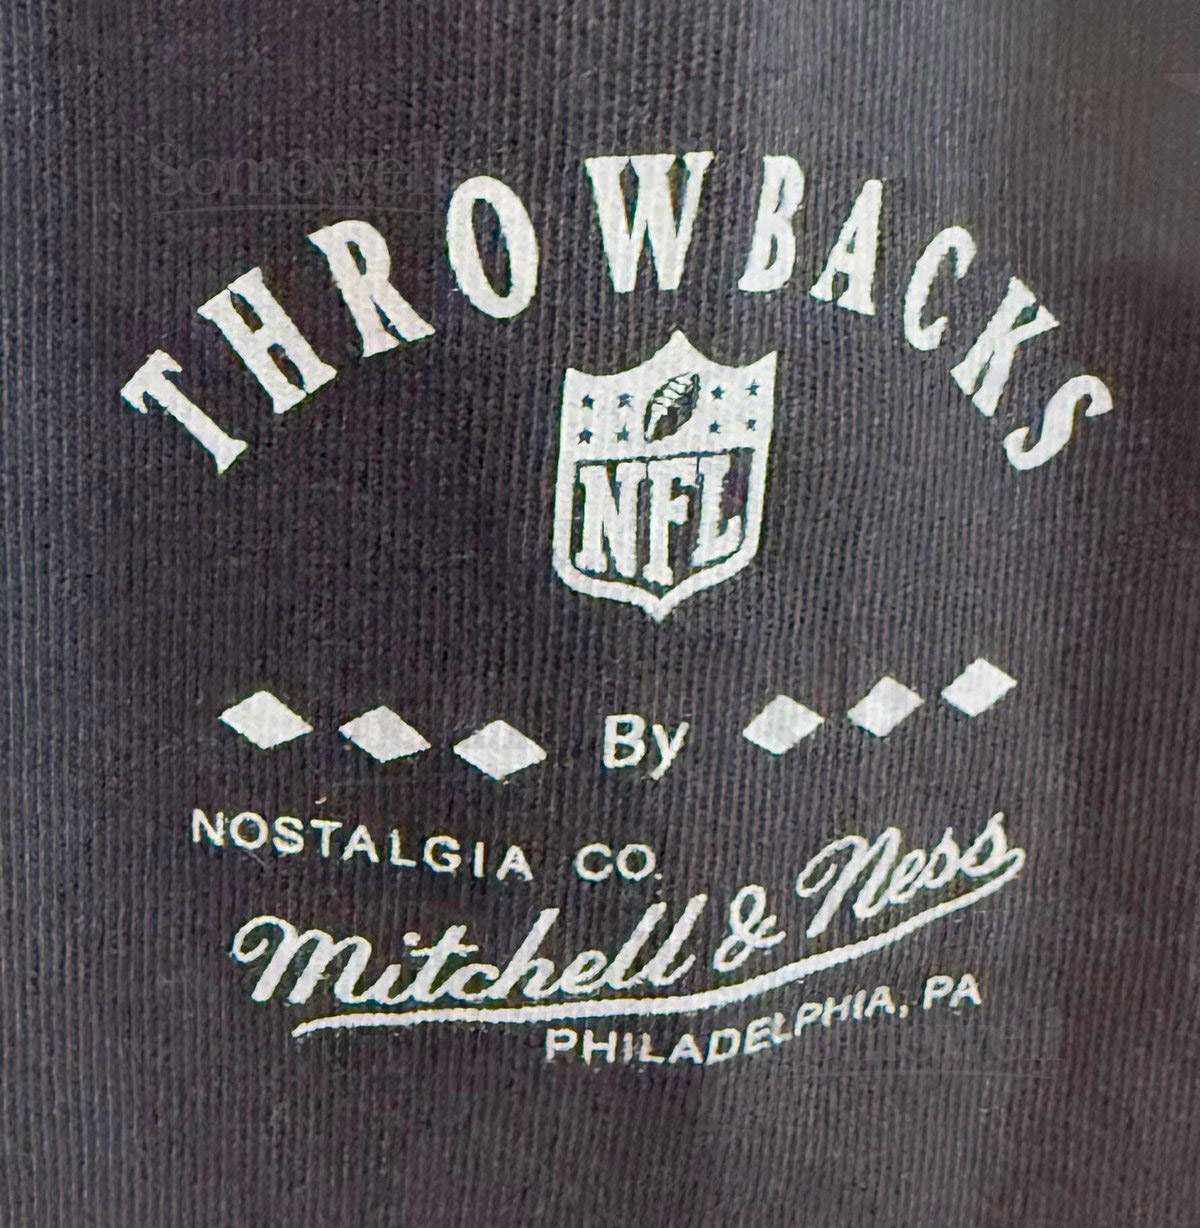 THROWBACKS
NFL
By
NOSTALGIA CO.
Mitchell & Ness
PHILADELPHIA, PA